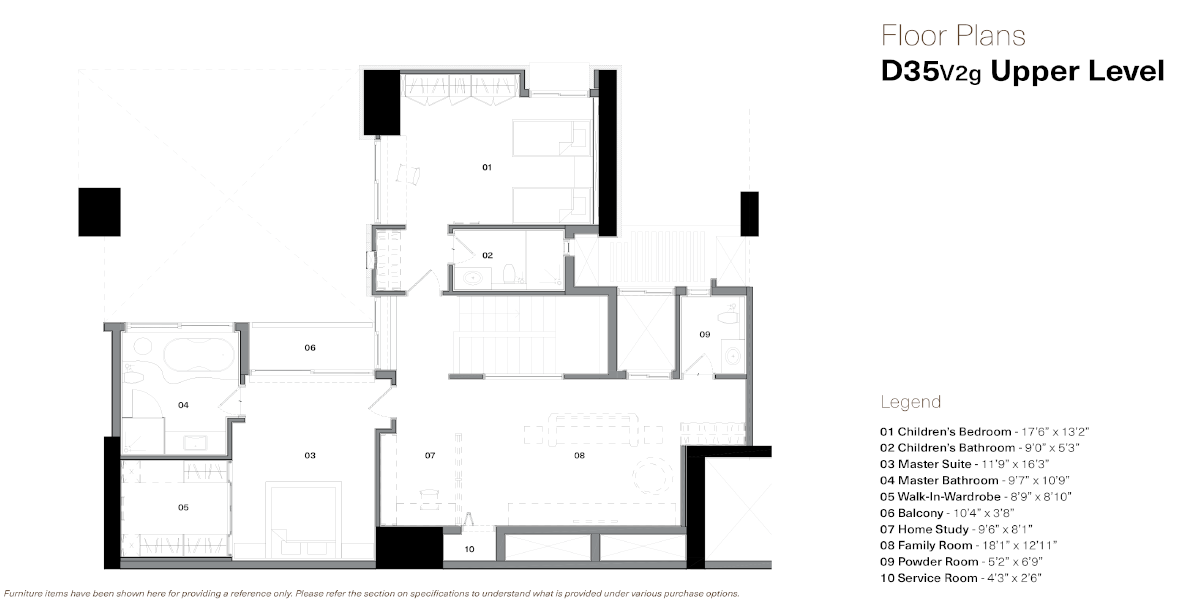 Floor Plans
D35V2g Upper Level
01
02
09
06
04
03
07
08
05
10
Legend
01 Children's Bedroom - 17'6" x 13'2"
02 Children's Bathroom - 9'0" x 5'3"
03 Master Suite - 11'9" x 16'3"
04 Master Bathroom - 9'7" x 10'9"
05 Walk-In-Wardrobe - 8'9" x 8'10"
06 Balcony - 10'4" x 3'8"
07 Home Study - 9'6" x 8'1"
08 Family Room - 18'1" x 12'11"
09 Powder Room - 5'2" x 6'9"
10 Service Room - 4'3" x 2'6"
Furniture items have been shown here for providing a reference only. Please refer the section on specifications to understand what is provided under various purchase options.